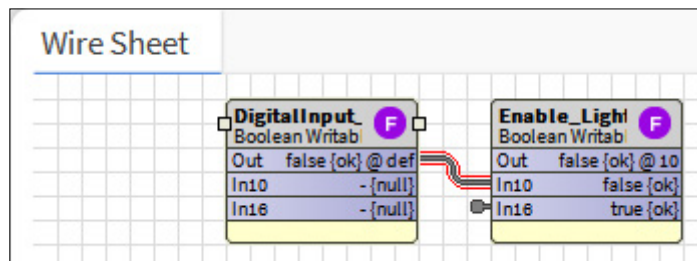 Wire Sheet
DigitalInput_
F
Boolean Writabl
Out false {ok} @ def
In10 - {null}
In16 - {null}
Enable_Light
F
Boolean Writabl
Out false {ok} @ 10
In10 false {ok}
In16 true {ok}